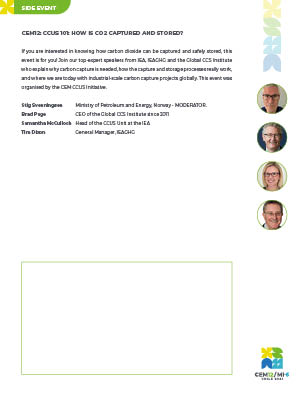 SIDE EVENT
CEM12: CCUS 101: HOW IS CO2 CAPTURED AND STORED?
If you are interested in knowing how carbon dioxide can be captured and safely stored, this
event is for you! Join our top expert speakers from IEA, IEAGHG and the Global CCS Institute
who explain why carbon capture is needed, how the capture and storage processes really work,
and where we are today with industrial-scale carbon capture projects globally. This event was
organised by the CEM CCUS Initiative.
Stig Svenningsen Ministry of Petroleum and Energy, Norway - MODERATOR.
Brad Page CEO of the Global CCS Institute since 2011
Samantha McCulloch Head of the CCUS Unit at the IEA
Tim Dixon General Manager, IEAGHG
CEM12/MI-6
CHILE 2021